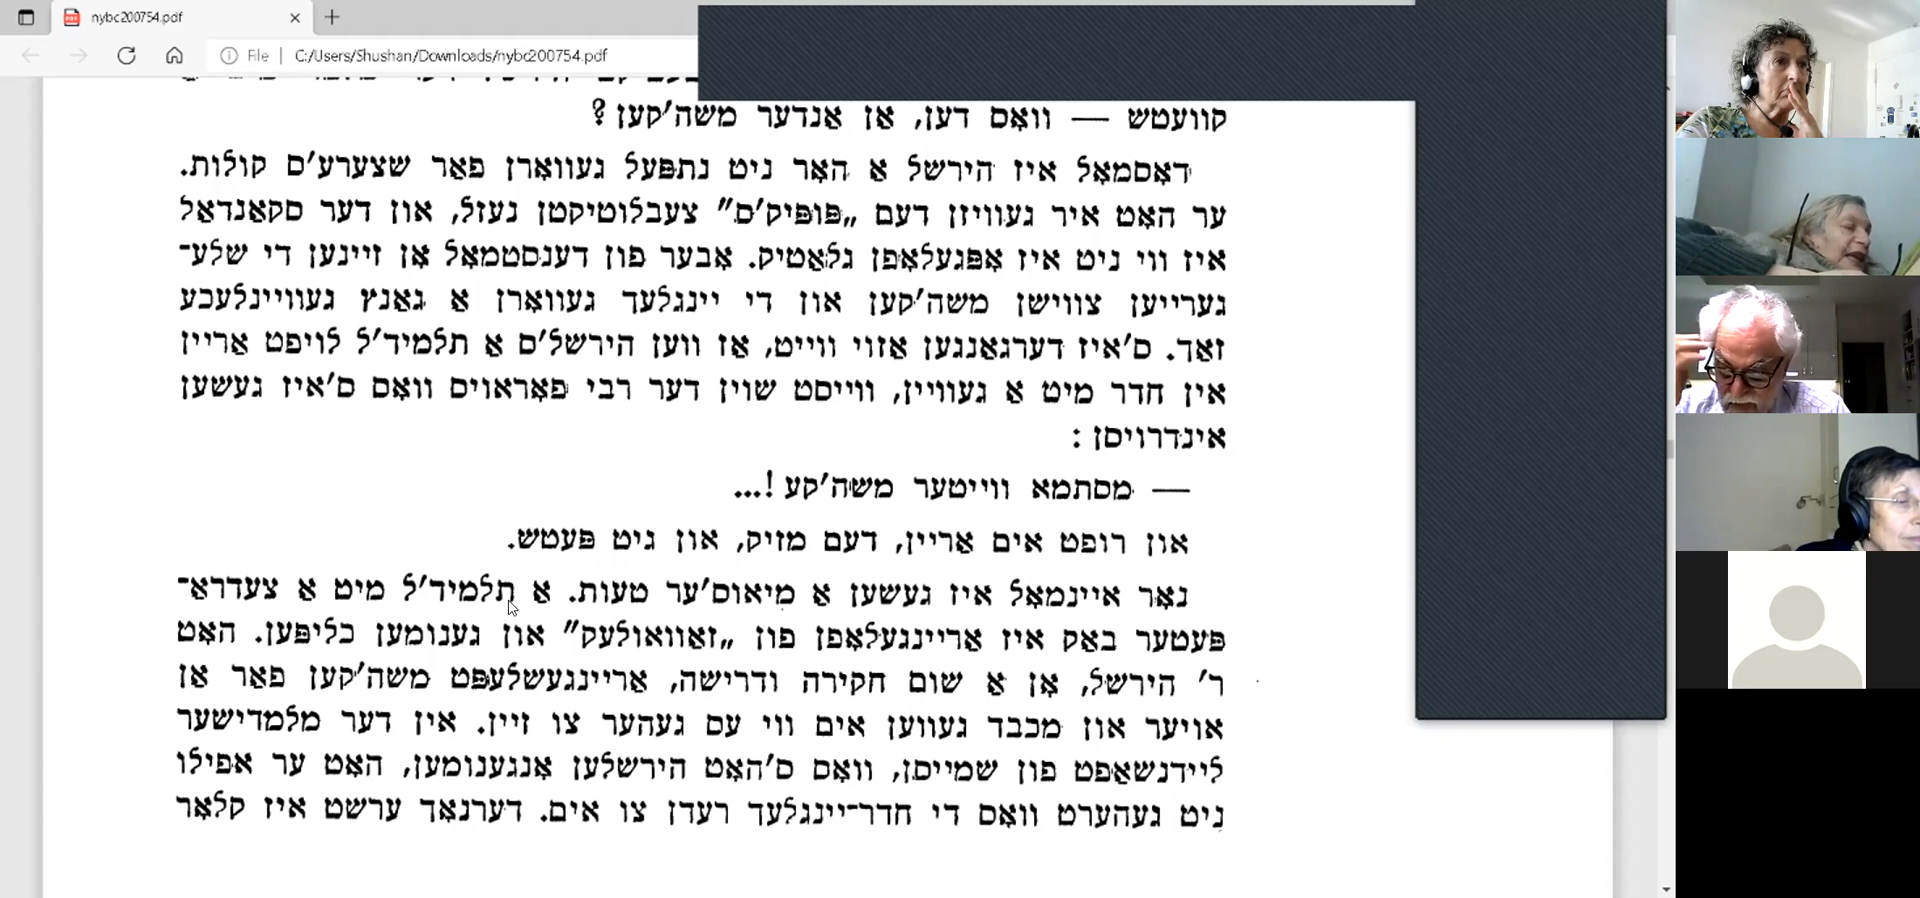 nybc200754.pdf
File | C:/Users/Shushan/Downloads/nybc200754.pdf
קוועטש — וואָס דען, אַן אַנדער משה'קען ?
דאָסמאָל איז הירשל אַ האָר ניט נתפּעל געוואָרן פאַר שצערע'ס קולות.
ער האָט איר געוויזן דעם „פּופּיק'ס" צעבלוטיקטן נעזל, און דער סקאַנדאַל
איז ווי ניט איז אָפּגעלאָפן גלאַטיק. אָבער פון דענסטמאָל אָן זיינען די שלע־
גערייען צווישן משה'קען און די יינגלעך געוואָרן אַ גאַנץ געוויינלעכע
זאַך. ס'איז דערגאַנגען אַזוי ווייט, אַז ווען הירשל'ס אַ תלמיד'ל לויפט אַריין
אין חדר מיט אַ געוויין, ווייסט שוין דער רבי פאָראויס וואָס ס'איז געשען
אינדרויסן :
— מסתמא ווייטער משה'קע !...
און רופט אים אַריין, דעם מזיק, און גיט פּעטש.
נאָר איינמאָל איז געשען אַ מיאוס'ער טעות. אַ תלמיד'ל מיט אַ צעדראַ־
פּעטער באַק איז אַריינגעלאָפן פון „זאַוואולעק" און גענומען כליפּען. האָט
ר' הירשל, אָן אַ שום חקירה ודרישה, אַריינגעשלעפּט משה'קען פאַר אַן
אויער און מכבד געווען אים ווי עס געהער צו זיין. אין דער מלמדישער
ליידנשאַפט פון שמייסן, וואָס ס'האָט הירשלען אָנגענומען, האָט ער אפילו
ניט געהערט וואָס די חדר־יינגלעך רעדן צו אים. דערנאָך ערשט איז קלאָר